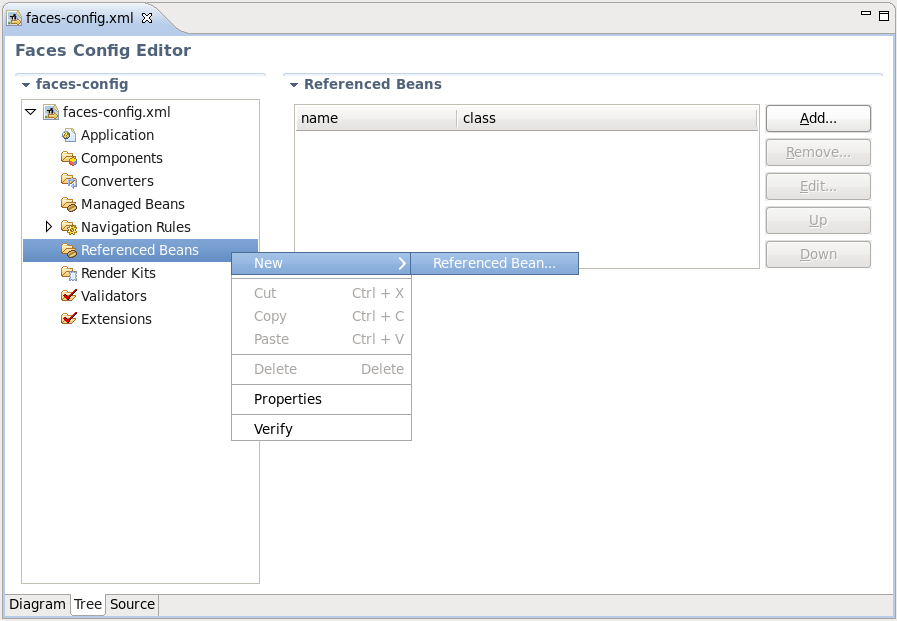 faces-config.xml
Faces Config Editor
faces-config
faces-config.xml
Application
Components
Converters
Managed Beans
Navigation Rules
Referenced Beans
Render Kits
Validators
Extensions
Referenced Beans
name class
Add...
Remove...
Edit...
Up
Down
New
Referenced Bean...
Cut Ctrl + X
Copy Ctrl + C
Paste Ctrl + V
Delete Delete
Properties
Verify
Diagram Tree Source